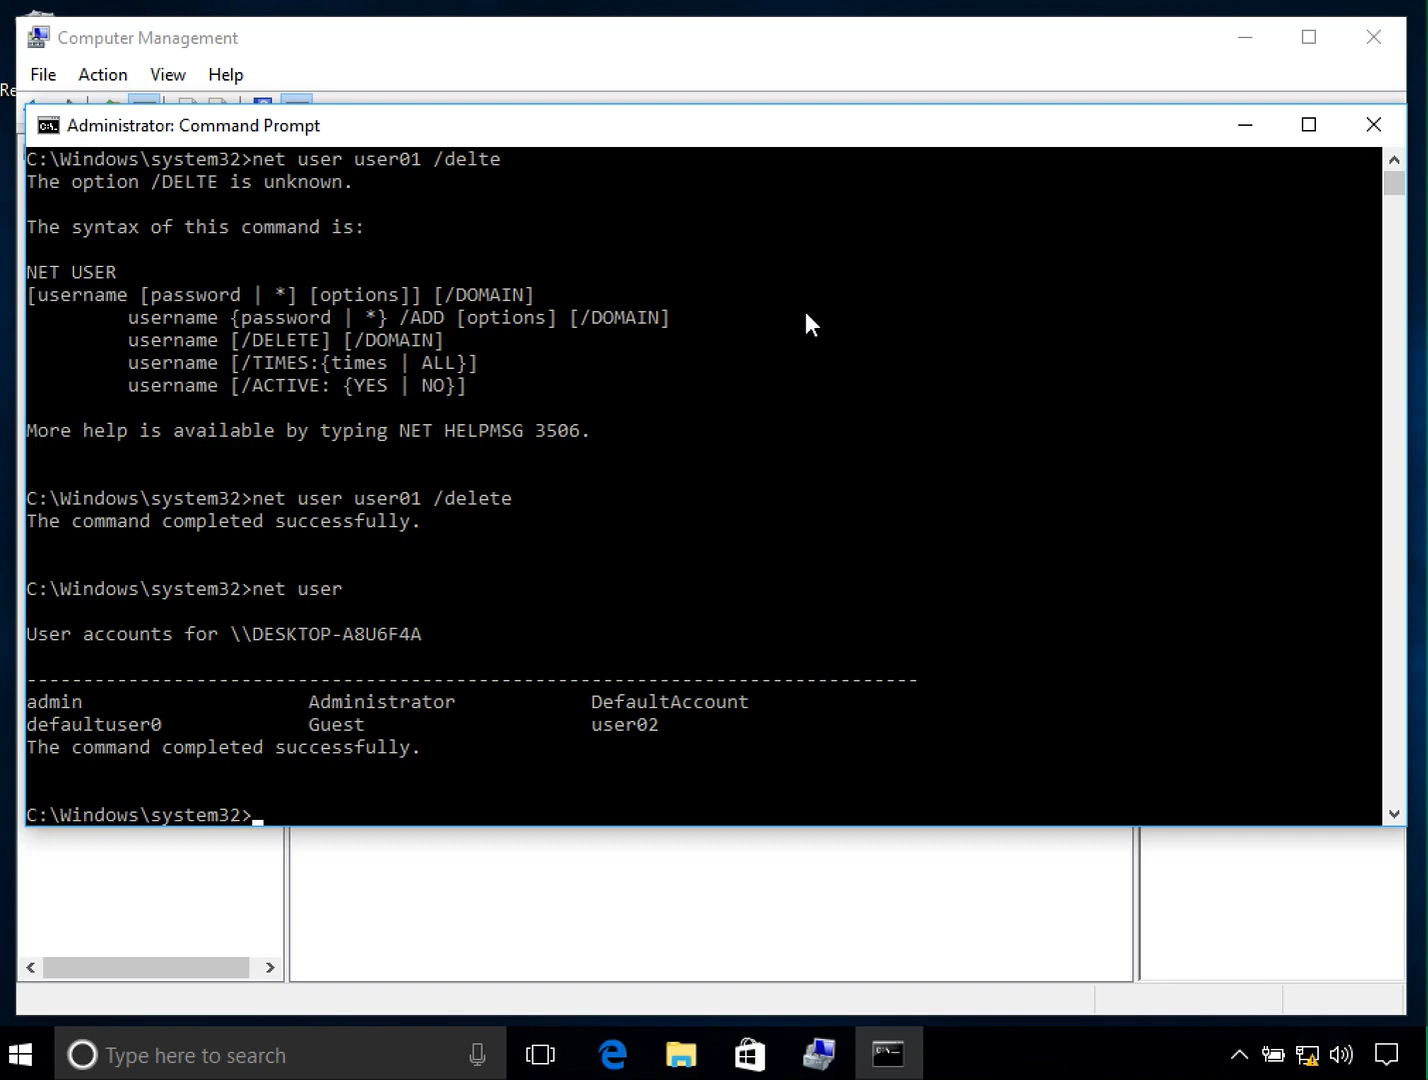 Computer Management
File Action View Help
Re
Administrator: Command Prompt
C:\Windows\system32>net user user01 /delte
The option /DELTE is unknown.
The syntax of this command is:
NET USER
[username [password | *] [options]] [/DOMAIN]
username {password | *} /ADD [options] [/DOMAIN]
username [/DELETE] [/DOMAIN]
username [/TIMES:{times | ALL}]
username [/ACTIVE: {YES | NO}]
More help is available by typing NET HELPMSG 3506.
C:\Windows\system32>net user user01 /delete
The command completed successfully.
C:\Windows\system32>net user
User accounts for \\DESKTOP-A8U6F4A
-------------------------------------------------------------------------------
admin Administrator DefaultAccount
defaultuser0 Guest user02
The command completed successfully.
C:\Windows\system32>
Type here to search